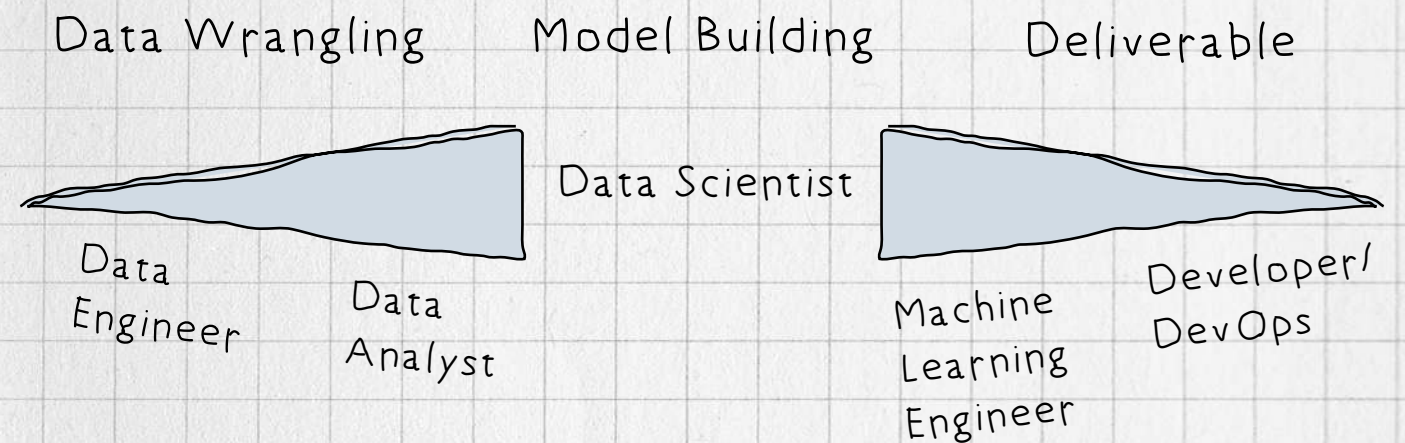 Data Wrangling
Model Building
Deliverable
Data Scientist
Data
Engineer
Data
Analyst
Machine
Learning
Engineer
Developer/
DevOps